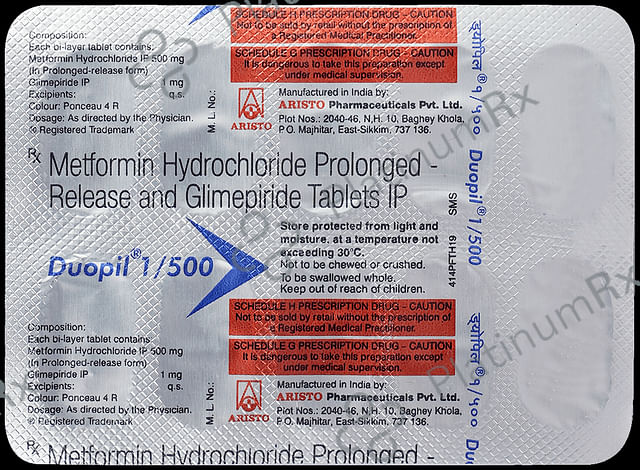 Composition:
Each bi-layer tablet contains:
Metformin Hydrochloride IP 500 mg
(In Prolonged-release form)
Glimepiride IP 1 mg
Excipients: q.s.
Colour: Ponceau 4 R
Dosage: As directed by the Physician.
® Registered Trademark
M. L. No.:
SCHEDULE H PRESCRIPTION DRUG - CAUTION
Not to be sold by retail without the prescription of
a Registered Medical Practitioner.
SCHEDULE G PRESCRIPTION DRUG - CAUTION
It is dangerous to take this preparation except
under medical supervision.
ARISTO
Manufactured in India by:
ARISTO Pharmaceuticals Pvt. Ltd.
Plot Nos.: 2040-46, N.H. 10, Baghey Khola,
P.O. Majhitar, East-Sikkim, 737 136.
Rx Metformin Hydrochloride Prolonged -
Release and Glimepiride Tablets IP
Duopil® 1/500
Store protected from light and
moisture, at a temperature not
exceeding 30°C.
Not to be chewed or crushed.
To be swallowed whole.
Keep out of reach of children.
414PFTH19 SMS
ड्युओपिल® १/५००
Duopil® 1/500
Composition:
Each bi-layer tablet contains:
Metformin Hydrochloride IP 500 mg
(In Prolonged-release form)
Glimepiride IP 1 mg
Excipients: q.s.
Colour: Ponceau 4 R
Dosage: As directed by the Physician.
® Registered Trademark
M. L. No.:
SCHEDULE H PRESCRIPTION DRUG - CAUTION
Not to be sold by retail without the prescription of
a Registered Medical Practitioner.
SCHEDULE G PRESCRIPTION DRUG - CAUTION
It is dangerous to take this preparation except
under medical supervision.
ARISTO
Manufactured in India by:
ARISTO Pharmaceuticals Pvt. Ltd.
Plot Nos.: 2040-46, N.H. 10, Baghey Khola,
P.O. Majhitar, East-Sikkim, 737 136.
ड्युओपिल® १/५००
Duo
Rx Metformin Hydrochloride Prolonged -
PlatinumRx
PlatinumRx